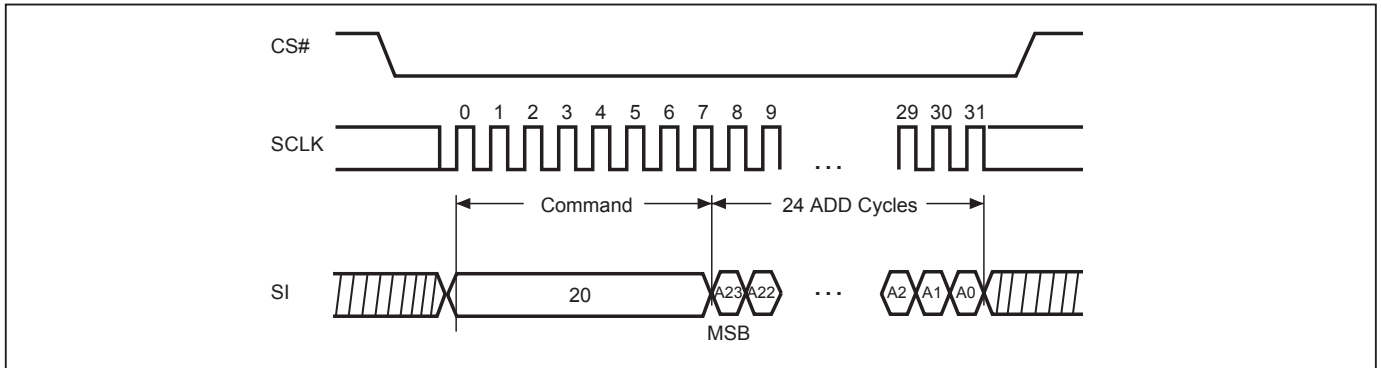 CS#
0 1 2 3 4 5 6 7 8 9 29 30 31
SCLK
...
Command 24 ADD Cycles
SI 20 A23 A22 ... A2 A1 A0
MSB